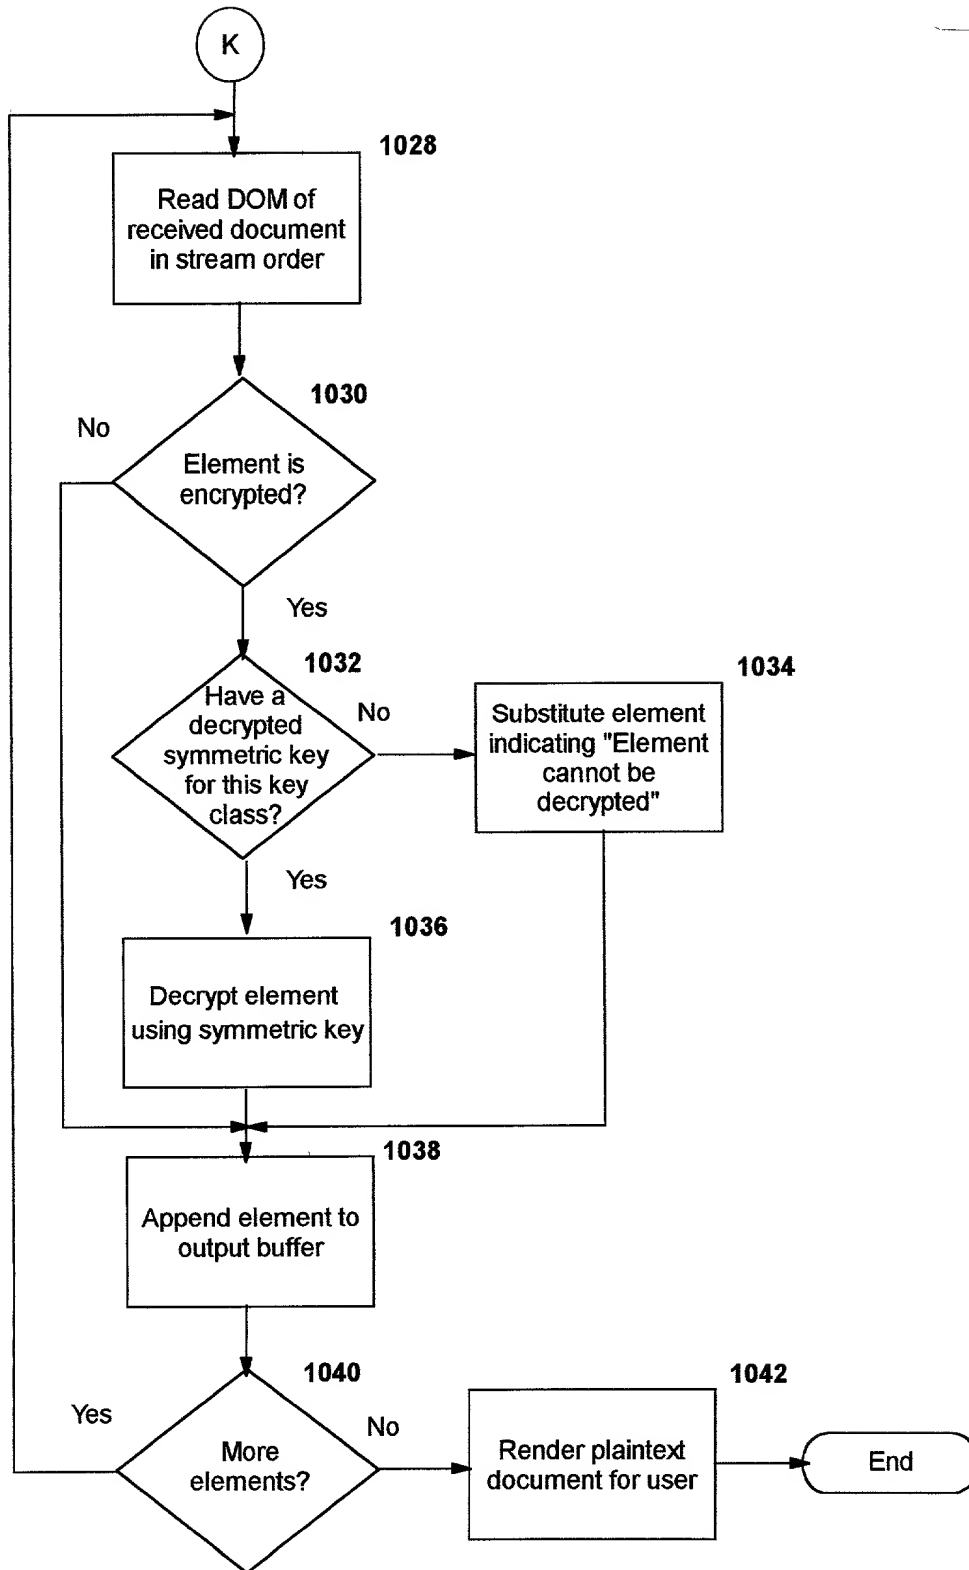 K
1028
Read DOM of
received document
in stream order
1030
No
Element is
encrypted?
Yes
1032
1034
Have a
decrypted
symmetric key
for this key
class?
No
Substitute element
indicating "Element
cannot be
decrypted"
Yes
1036
Decrypt element
using symmetric key
1038
Append element to
output buffer
1040
1042
Yes
No
More
elements?
Render plaintext
document for user
End